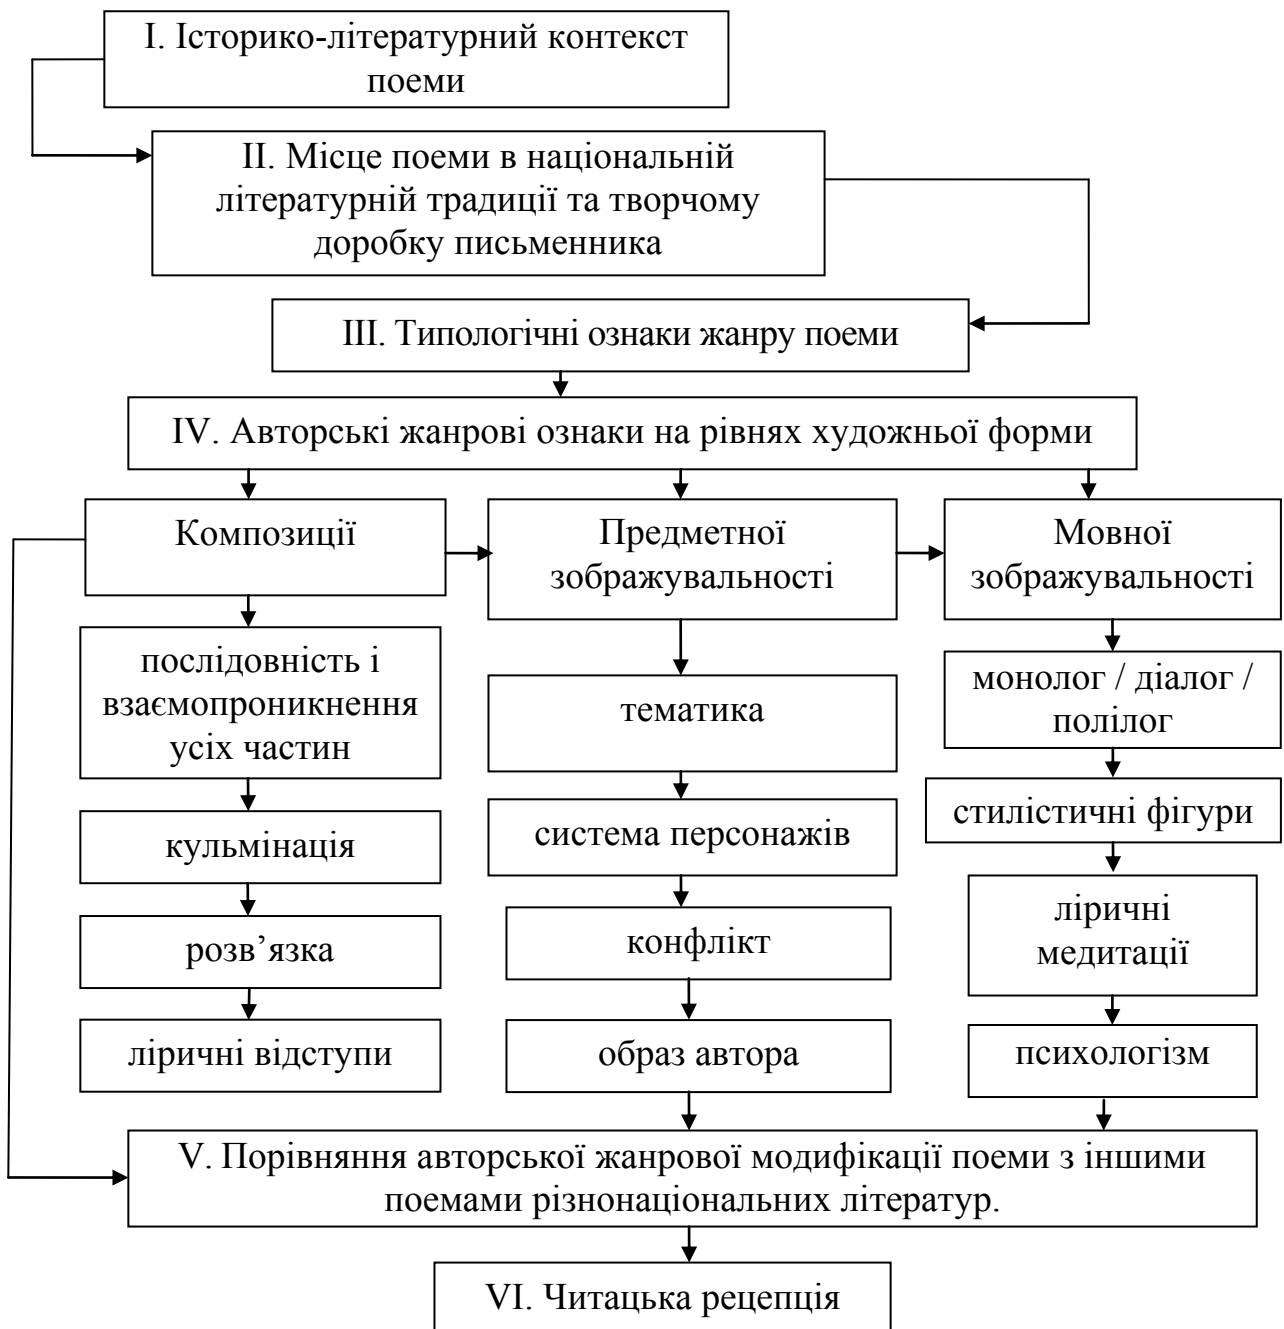 І. Історико-літературний контекст
поеми
ІІ. Місце поеми в національній
літературній традиції та творчому
доробку письменника
ІІІ. Типологічні ознаки жанру поеми
IV. Авторські жанрові ознаки на рівнях художньої форми
Композиції
Предметної
зображувальності
Мовної
зображувальності
послідовність і
взаємопроникнення
усіх частин
кульмінація
розв’язка
ліричні відступи
тематика
система персонажів
конфлікт
образ автора
монолог / діалог /
полілог
стилістичні фігури
ліричні
медитації
психологізм
V. Порівняння авторської жанрової модифікації поеми з іншими
поемами різнонаціональних літератур.
VI. Читацька рецепція